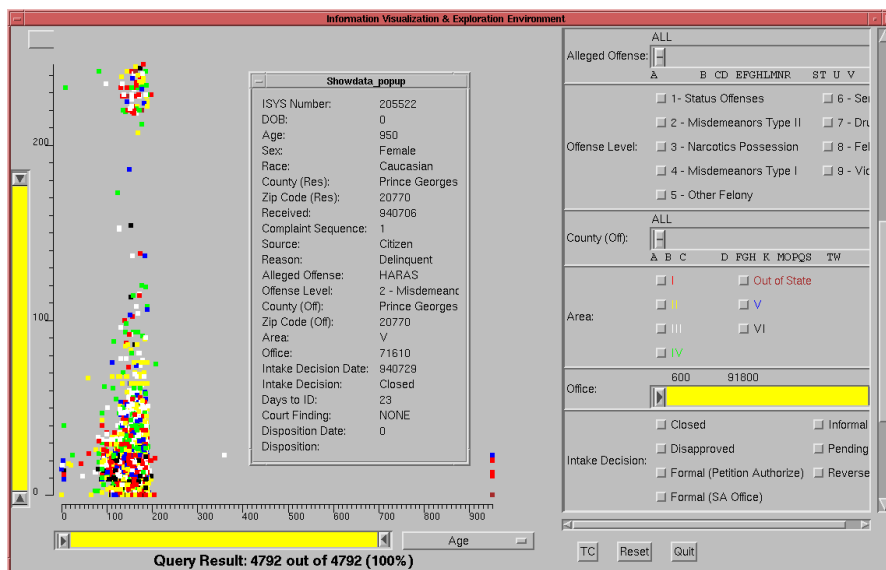 Information Visualization & Exploration Environment
200
100
0
0 100 200 300 400 500 600 700 800 900
Age
Query Result: 4792 out of 4792 (100%)
Showdata_popup
ISYS Number: 205522
DOB: 0
Age: 950
Sex: Female
Race: Caucasian
County (Res): Prince Georges
Zip Code (Res): 20770
Received: 940706
Complaint Sequence: 1
Source: Citizen
Reason: Delinquent
Alleged Offense: HARAS
Offense Level: 2 - Misdemeanc
County (Off): Prince Georges
Zip Code (Off): 20770
Area: V
Office: 71610
Intake Decision Date: 940729
Intake Decision: Closed
Days to ID: 23
Court Finding: NONE
Disposition Date: 0
Disposition:
ALL
Alleged Offense:
A B CD EFGHLMNR ST U V
Offense Level:
1- Status Offenses 6 - Se
2 - Misdemeanors Type II 7 - Dru
3 - Narcotics Possession 8 - Fel
4 - Misdemeanors Type I 9 - Vic
5 - Other Felony
ALL
County (Off):
A B C D FGH K MOPQS TW
Area:
I Out of State
II V
III VI
IV
600 91800
Office:
Intake Decision:
Closed Informal
Disapproved Pending
Formal (Petition Authorize) Reverse
Formal (SA Office)
TC Reset Quit